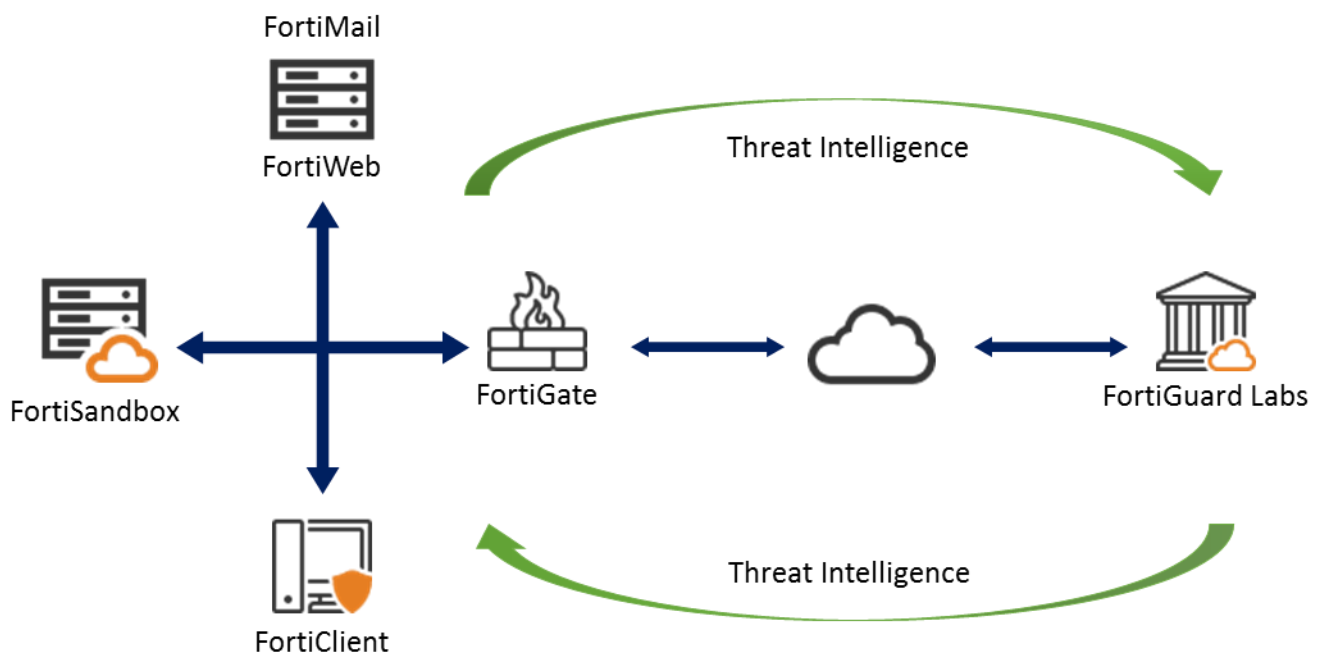 FortiMail
FortiWeb
Threat Intelligence
FortiSandbox
FortiGate
FortiGuard Labs
Threat Intelligence
FortiClient